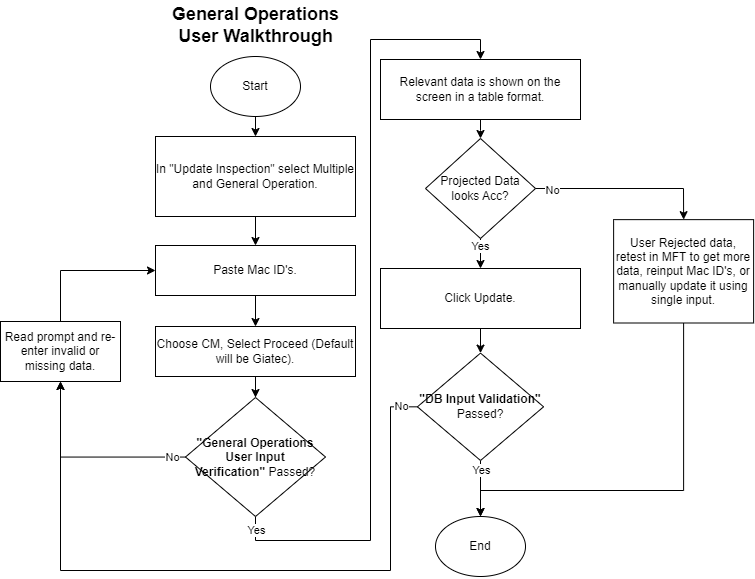 General Operations
User Walkthrough
Start
In "Update Inspection" select Multiple
and General Operation.
Paste Mac ID's.
Read prompt and re-
enter invalid or
missing data.
Choose CM, Select Proceed (Default
will be Giatec).
"General Operations
User Input
Verification" Passed?
No
Yes
Relevant data is shown on the
screen in a table format.
Projected Data
looks Acc?
No
Yes
User Rejected data,
retest in MFT to get more
data, reinput Mac ID's, or
manually update it using
single input.
Click Update.
"DB Input Validation"
Passed?
No
Yes
End